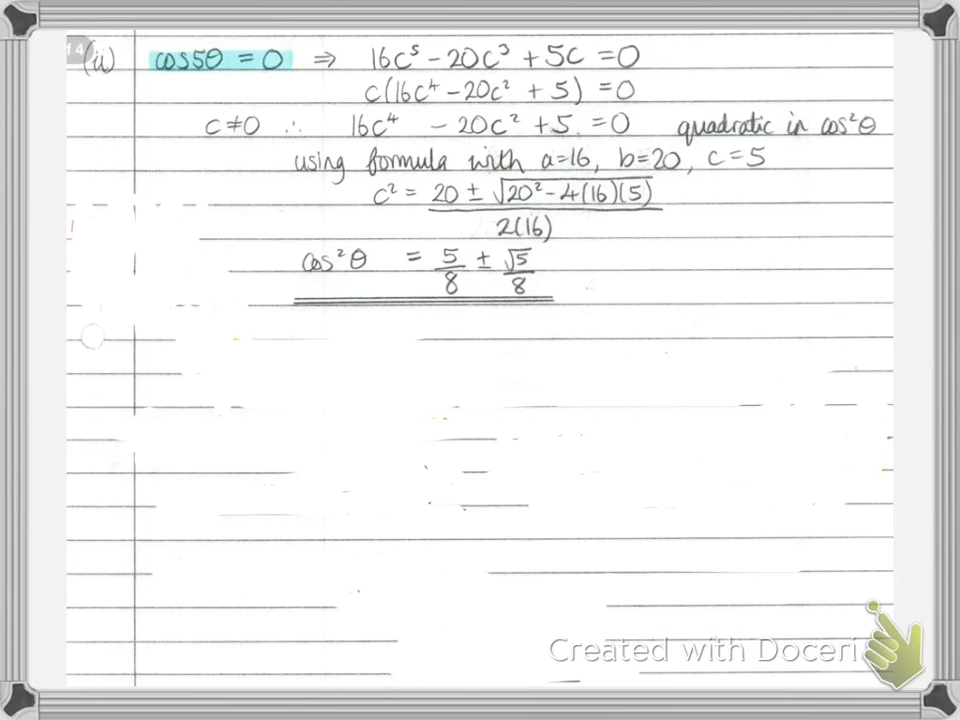 f 4
(ii) cos5θ = 0 ⇒ 16c⁵ - 20c³ + 5c = 0
c(16c⁴ - 20c² + 5) = 0
c ≠ 0 ∴ 16c⁴ - 20c² + 5 = 0 quadratic in cos²θ
using formula with a=16, b=20, c=5
c² = 20 ± √20² - 4(16)(5)
2(16)
cos²θ = 5/8 ± √5/8
Created with Doceri